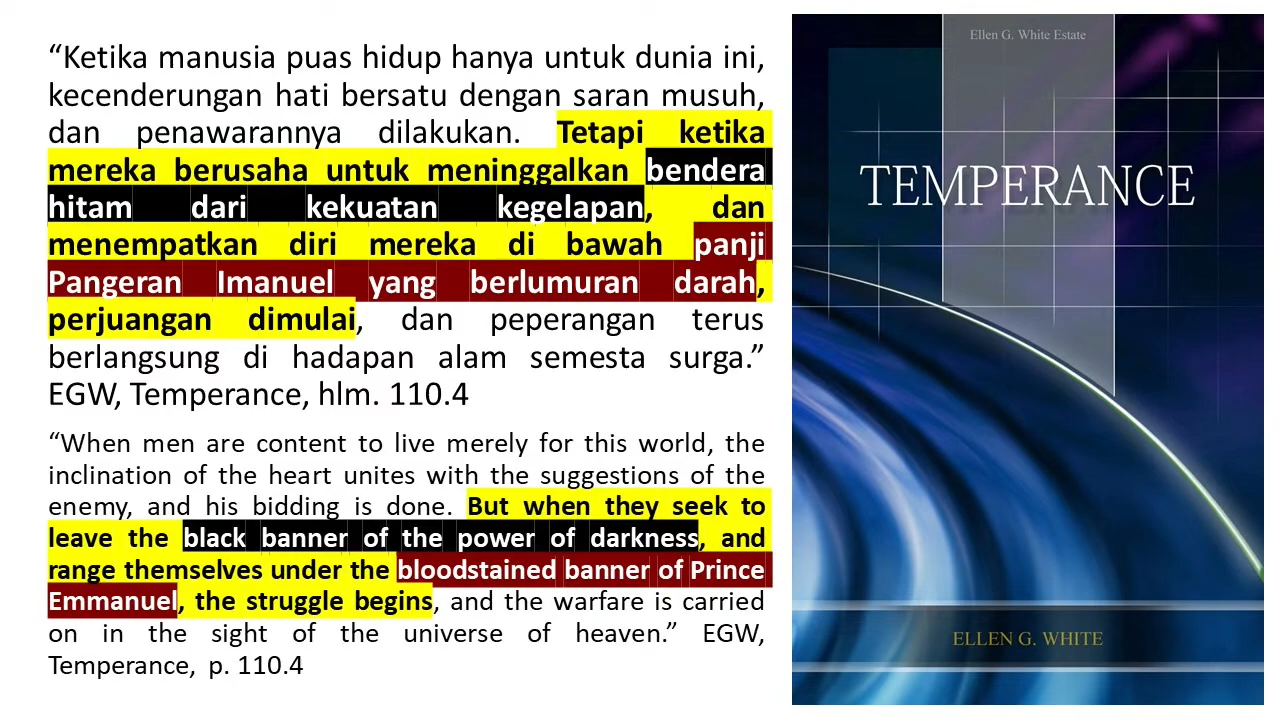 “Ketika manusia puas hidup hanya untuk dunia ini,
kecenderungan hati bersatu dengan saran musuh,
dan penawarannya dilakukan. Tetapi ketika
mereka berusaha untuk meninggalkan bendera
hitam dari kekuatan kegelapan, dan
menempatkan diri mereka di bawah panji
Pangeran Imanuel yang berlumuran darah,
perjuangan dimulai, dan peperangan terus
berlangsung di hadapan alam semesta surga.”
EGW, Temperance, hlm. 110.4
“When men are content to live merely for this world, the
inclination of the heart unites with the suggestions of the
enemy, and his bidding is done. But when they seek to
leave the black banner of the power of darkness, and
range themselves under the bloodstained banner of Prince
Emmanuel, the struggle begins, and the warfare is carried
on in the sight of the universe of heaven.” EGW,
Temperance, p. 110.4
Ellen G. White Estate
TEMPERANCE
ELLEN G. WHITE